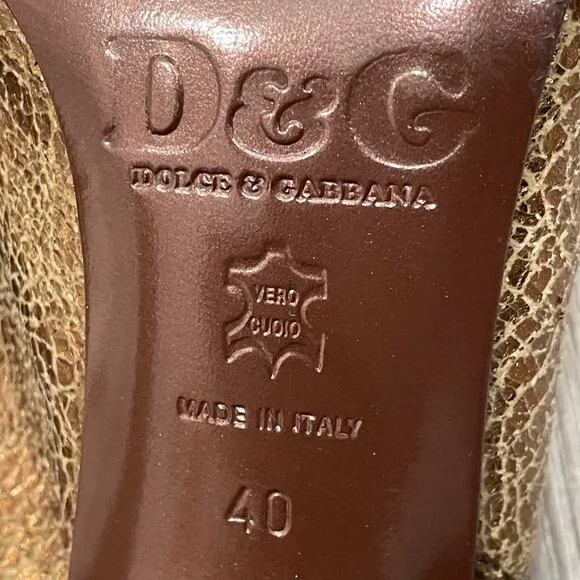 D&G
DOLCE & GABBANA
VERO
CUOIO
MADE IN ITALY
40